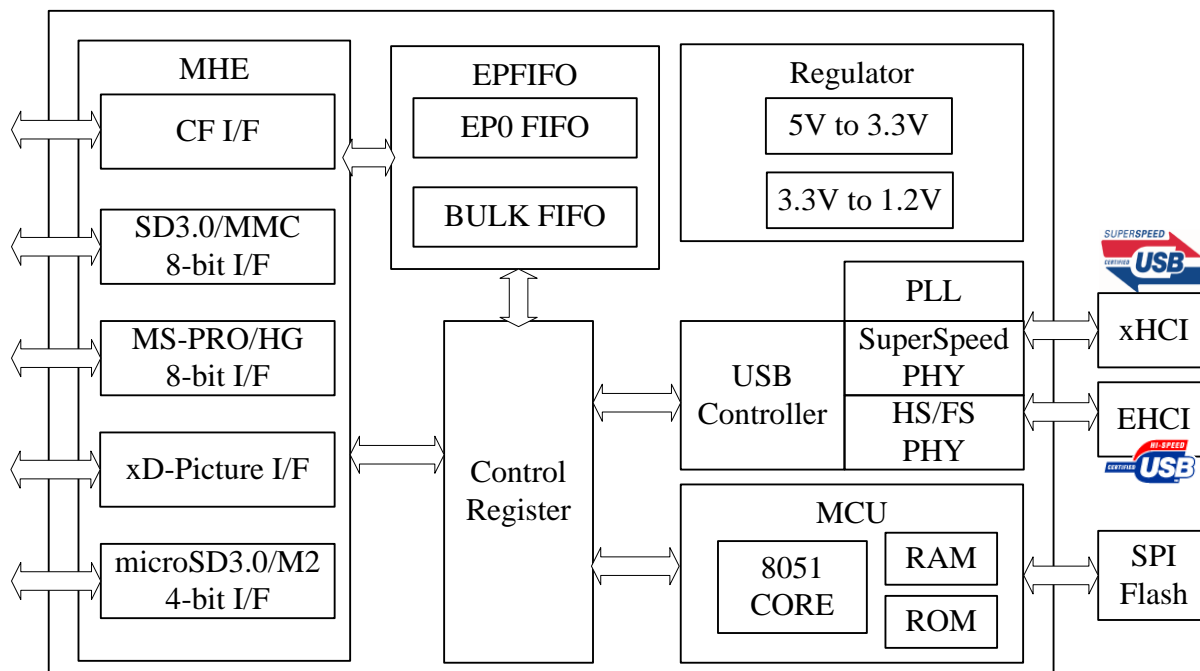 MHE
CF I/F
SD3.0/MMC
8-bit I/F
MS-PRO/HG
8-bit I/F
xD-Picture I/F
microSD3.0/M2
4-bit I/F
EPFIFO
EP0 FIFO
BULK FIFO
Control
Register
Regulator
5V to 3.3V
3.3V to 1.2V
USB
Controller
PLL
SuperSpeed
PHY
HS/FS
PHY
MCU
8051
CORE
RAM
ROM
SUPERSPEED
CERTIFIED
USB
xHCI
EHCI
HI-SPEED
CERTIFIED
USB
SPI
Flash